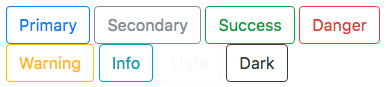 Primary Secondary Success Danger
Warning Info Light Dark